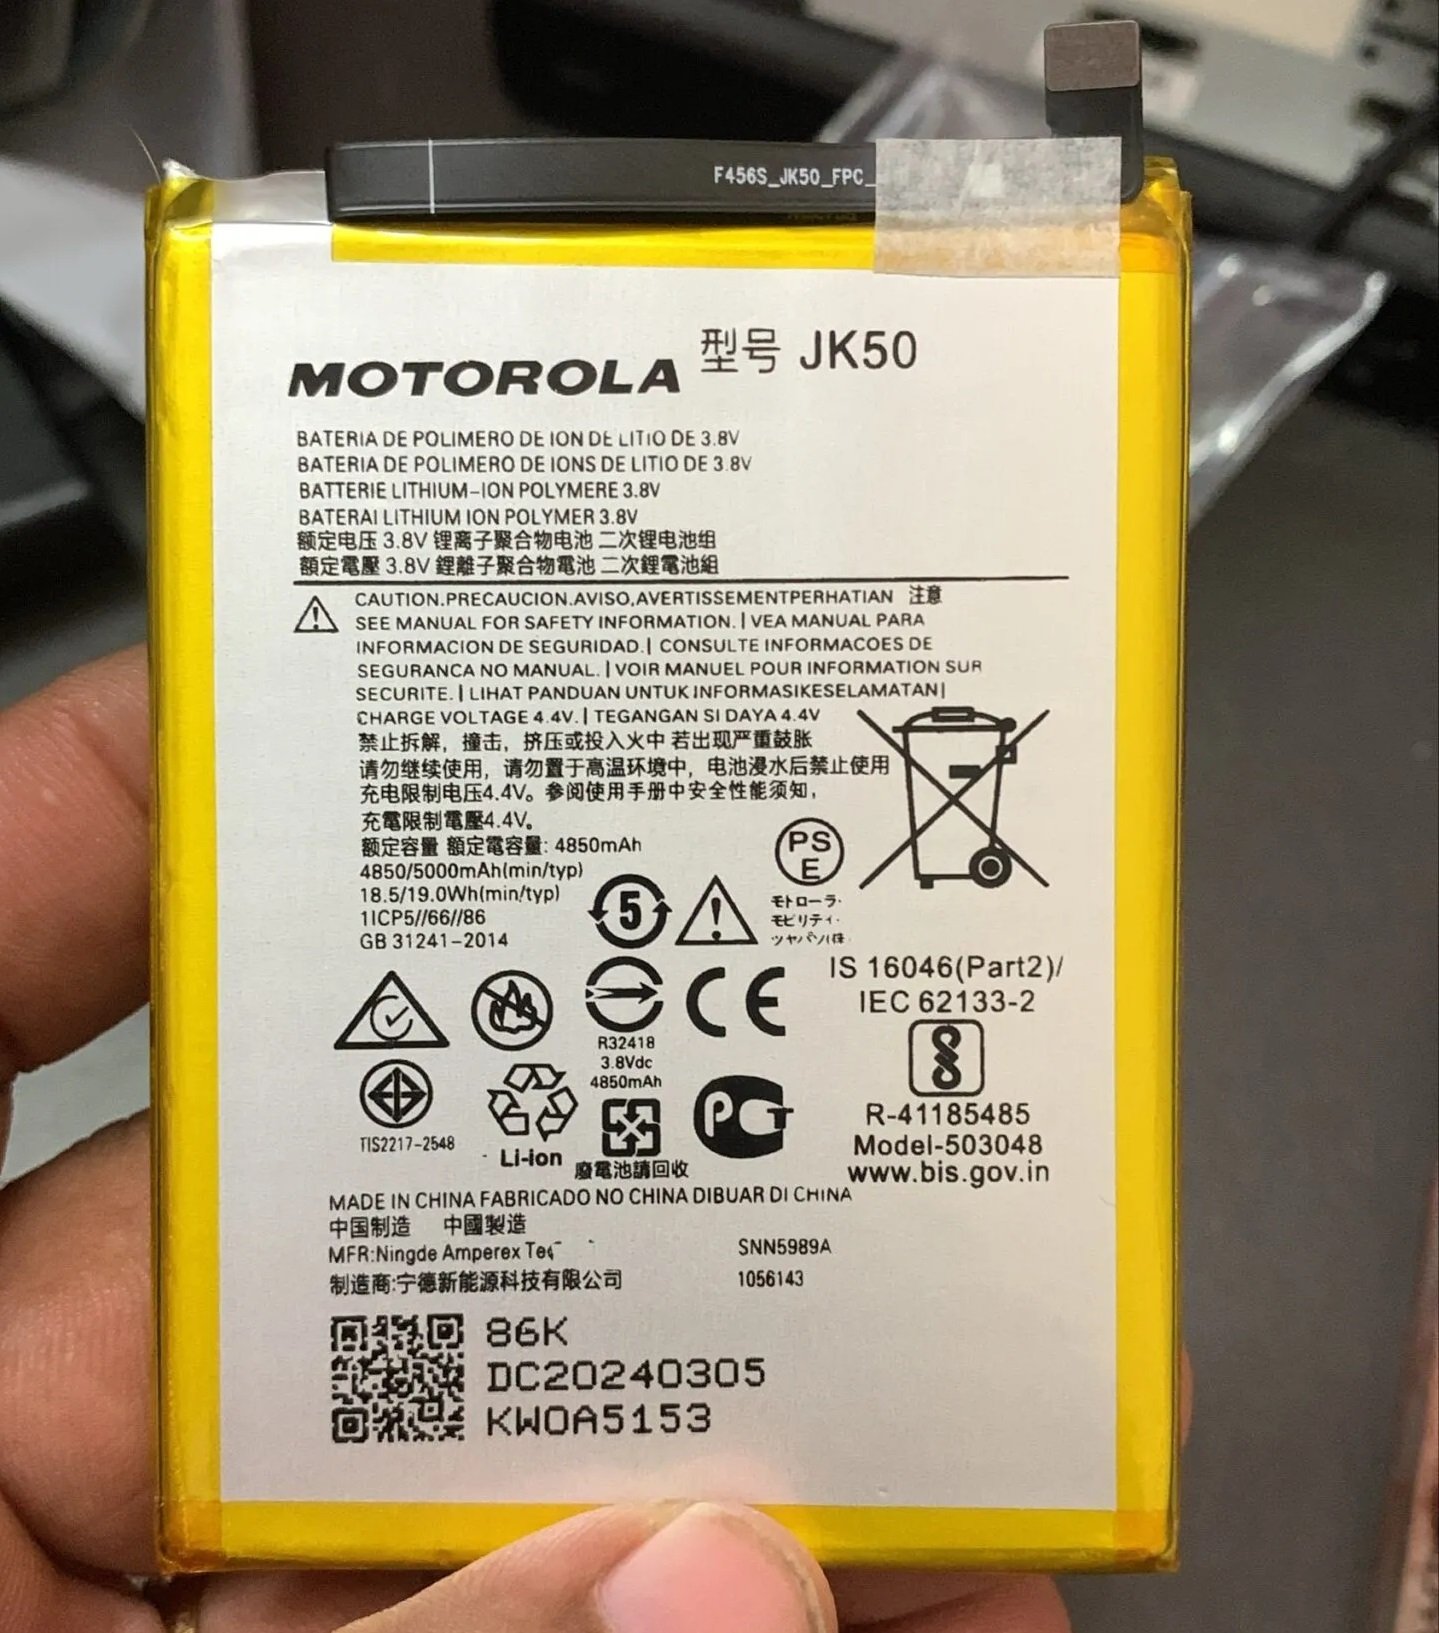 F456S_JK50_FPC_
MOTOROLA 型号 JK50
BATERIA DE POLIMERO DE ION DE LITIO DE 3.8V
BATERIA DE POLIMERO DE IONS DE LITIO DE 3.8V
BATTERIE LITHIUM-ION POLYMERE 3.8V
BATERAI LITHIUM ION POLYMER 3.8V
额定电压 3.8V 锂离子聚合物电池 二次锂电池组
額定電壓 3.8V 鋰離子聚合物電池 二次鋰電池組
CAUTION.PRECAUCION.AVISO,AVERTISSEMENTPERHATIAN 注意
SEE MANUAL FOR SAFETY INFORMATION. | VEA MANUAL PARA
INFORMACION DE SEGURIDAD. | CONSULTE INFORMACOES DE
SEGURANCA NO MANUAL. | VOIR MANUEL POUR INFORMATION SUR
SECURITE. | LIHAT PANDUAN UNTUK INFORMASIKESELAMATAN|
CHARGE VOLTAGE 4.4V. | TEGANGAN SI DAYA 4.4V
禁止拆解，撞击，挤压或投入火中 若出现严重鼓胀
请勿继续使用，请勿置于高温环境中，电池浸水后禁止使用
充电限制电压4.4V。参阅使用手册中安全性能须知，
充電限制電壓4.4V。
额定容量 額定電容量: 4850mAh
4850/5000mAh(min/typ)
18.5/19.0Wh(min/typ)
1ICP5//66//86
GB 31241-2014
5
PS
E
モトローラ·
モビリティ·
IS 16046(Part2)/
IEC 62133-2
CE
R32418
3.8Vdc
4850mAh
TIS2217-2548
Li-ion
廢電池請回收
PCT
R-41185485
Model-503048
www.bis.gov.in
MADE IN CHINA FABRICADO NO CHINA DIBUAR DI CHINA
中国制造 中國製造
MFR:Ningde Amperex
SNN5989A
制造商:宁德新能源科技有限公司
1056143
86K
DC20240305
KW0A5153